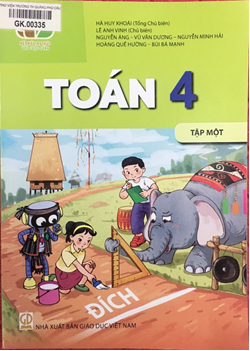 GK.00335
HÀ HUY KHOÁI (Tổng Chủ biên)
LÊ ANH VINH (Chủ biên)
NGUYỄN ÁNG - VŨ VĂN DƯƠNG - NGUYỄN MINH HẢI
HOÀNG QUẾ HƯỜNG - BÙI BÁ MẠNH
TOÁN 4
TẬP MỘT
ĐÍCH
NHÀ XUẤT BẢN GIÁO DỤC VIỆT NAM